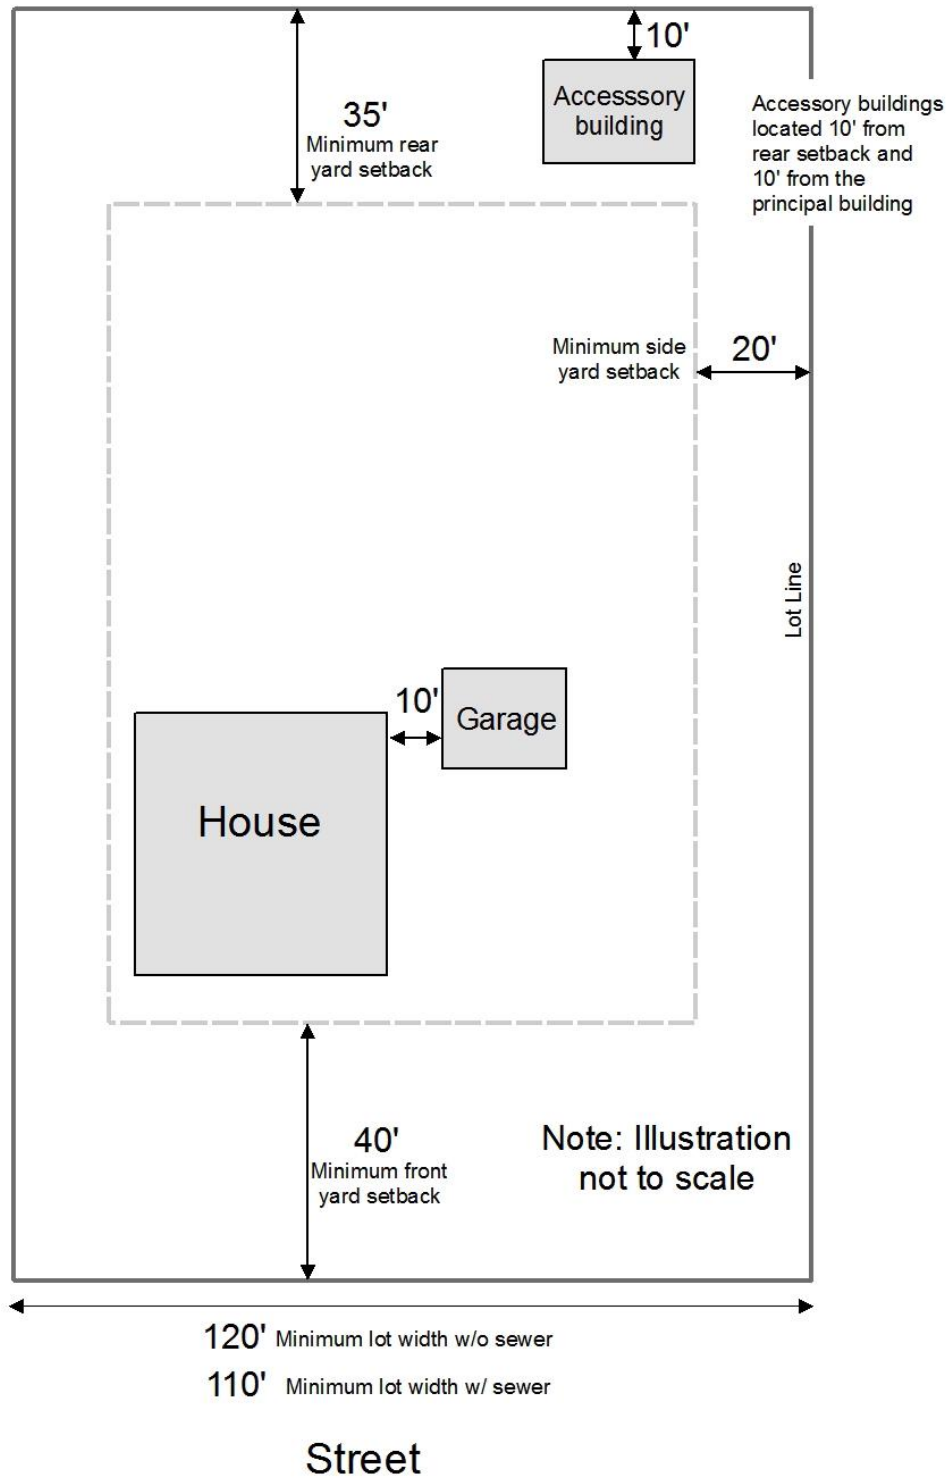 10'
Accesssory
building
35'
Minimum rear
yard setback
Accessory buildings
located 10' from
rear setback and
10' from the
principal building
Minimum side
yard setback
20'
Lot Line
10'
Garage
House
40'
Minimum front
yard setback
Note: Illustration
not to scale
120' Minimum lot width w/o sewer
110' Minimum lot width w/ sewer
Street